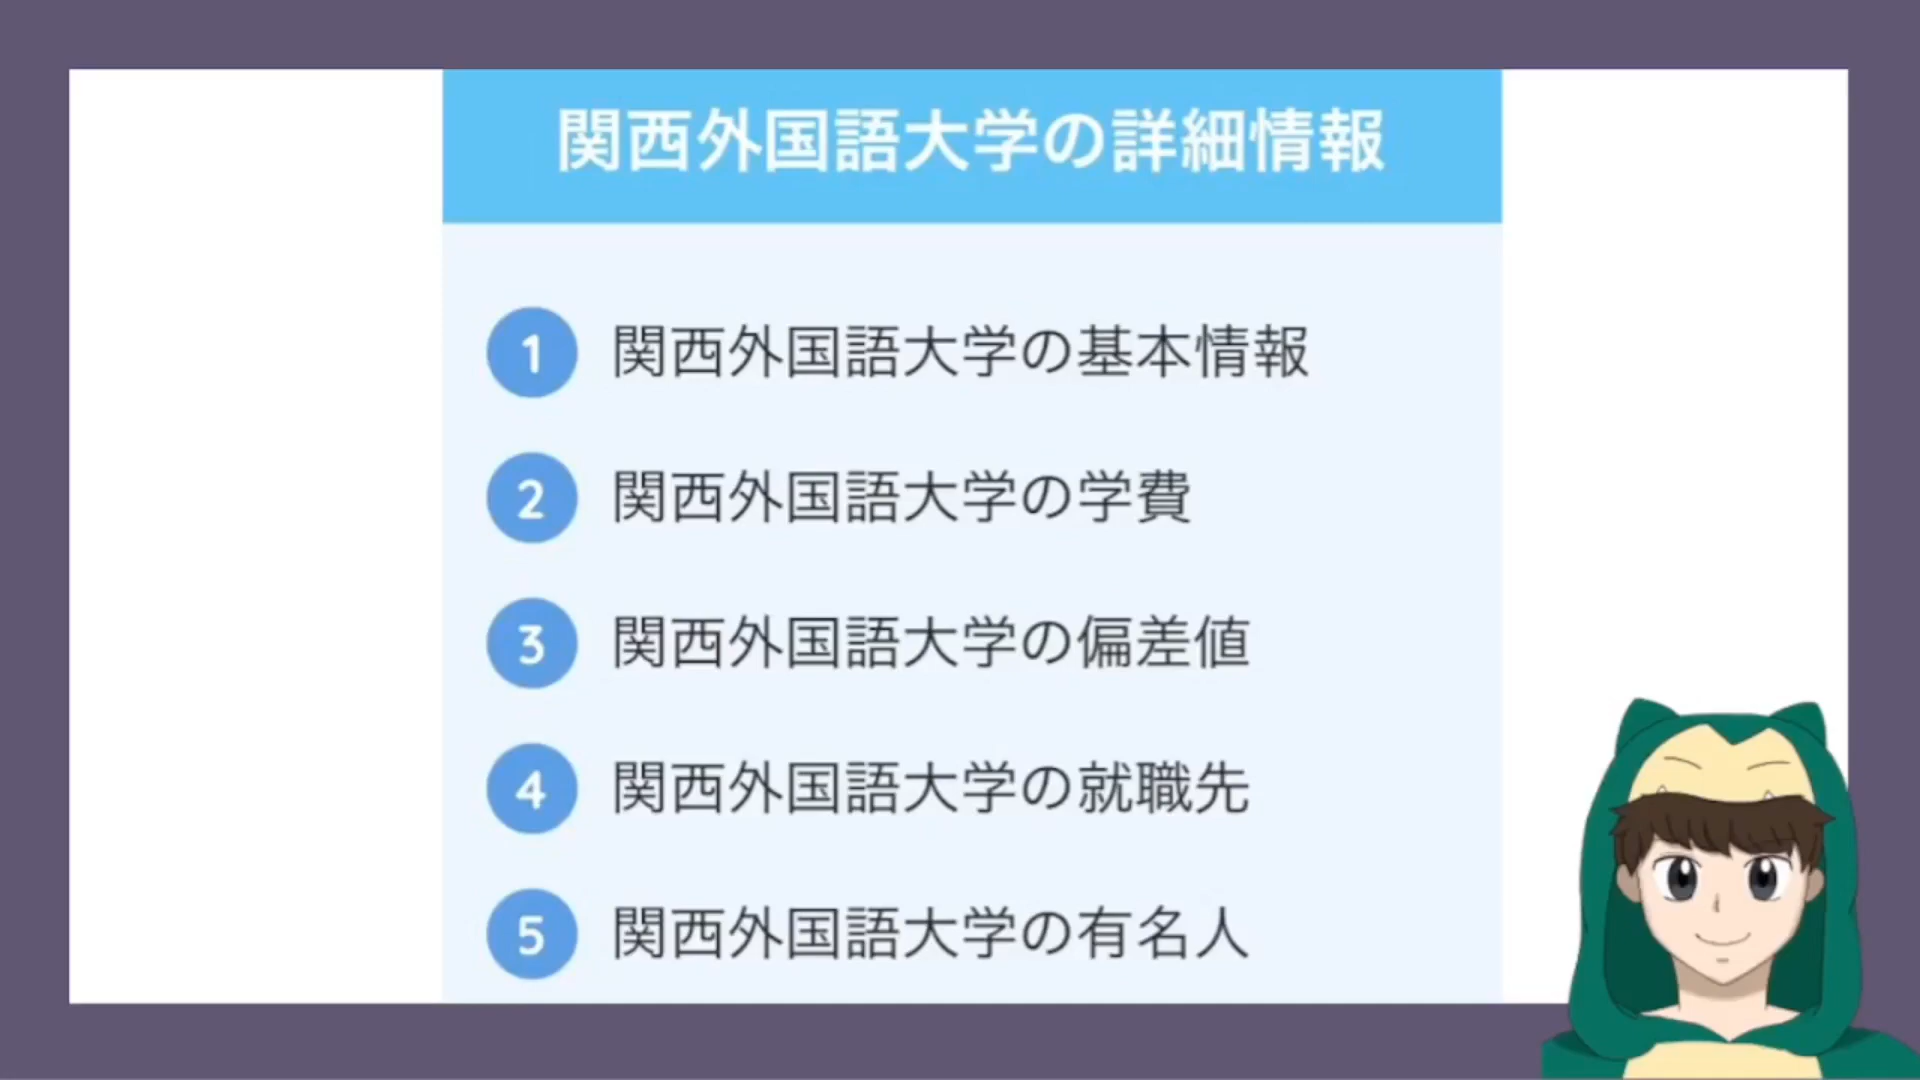 関西外国語大学の詳細情報
1 関西外国語大学の基本情報
2 関西外国語大学の学費
3 関西外国語大学の偏差値
4 関西外国語大学の就職先
5 関西外国語大学の有名人